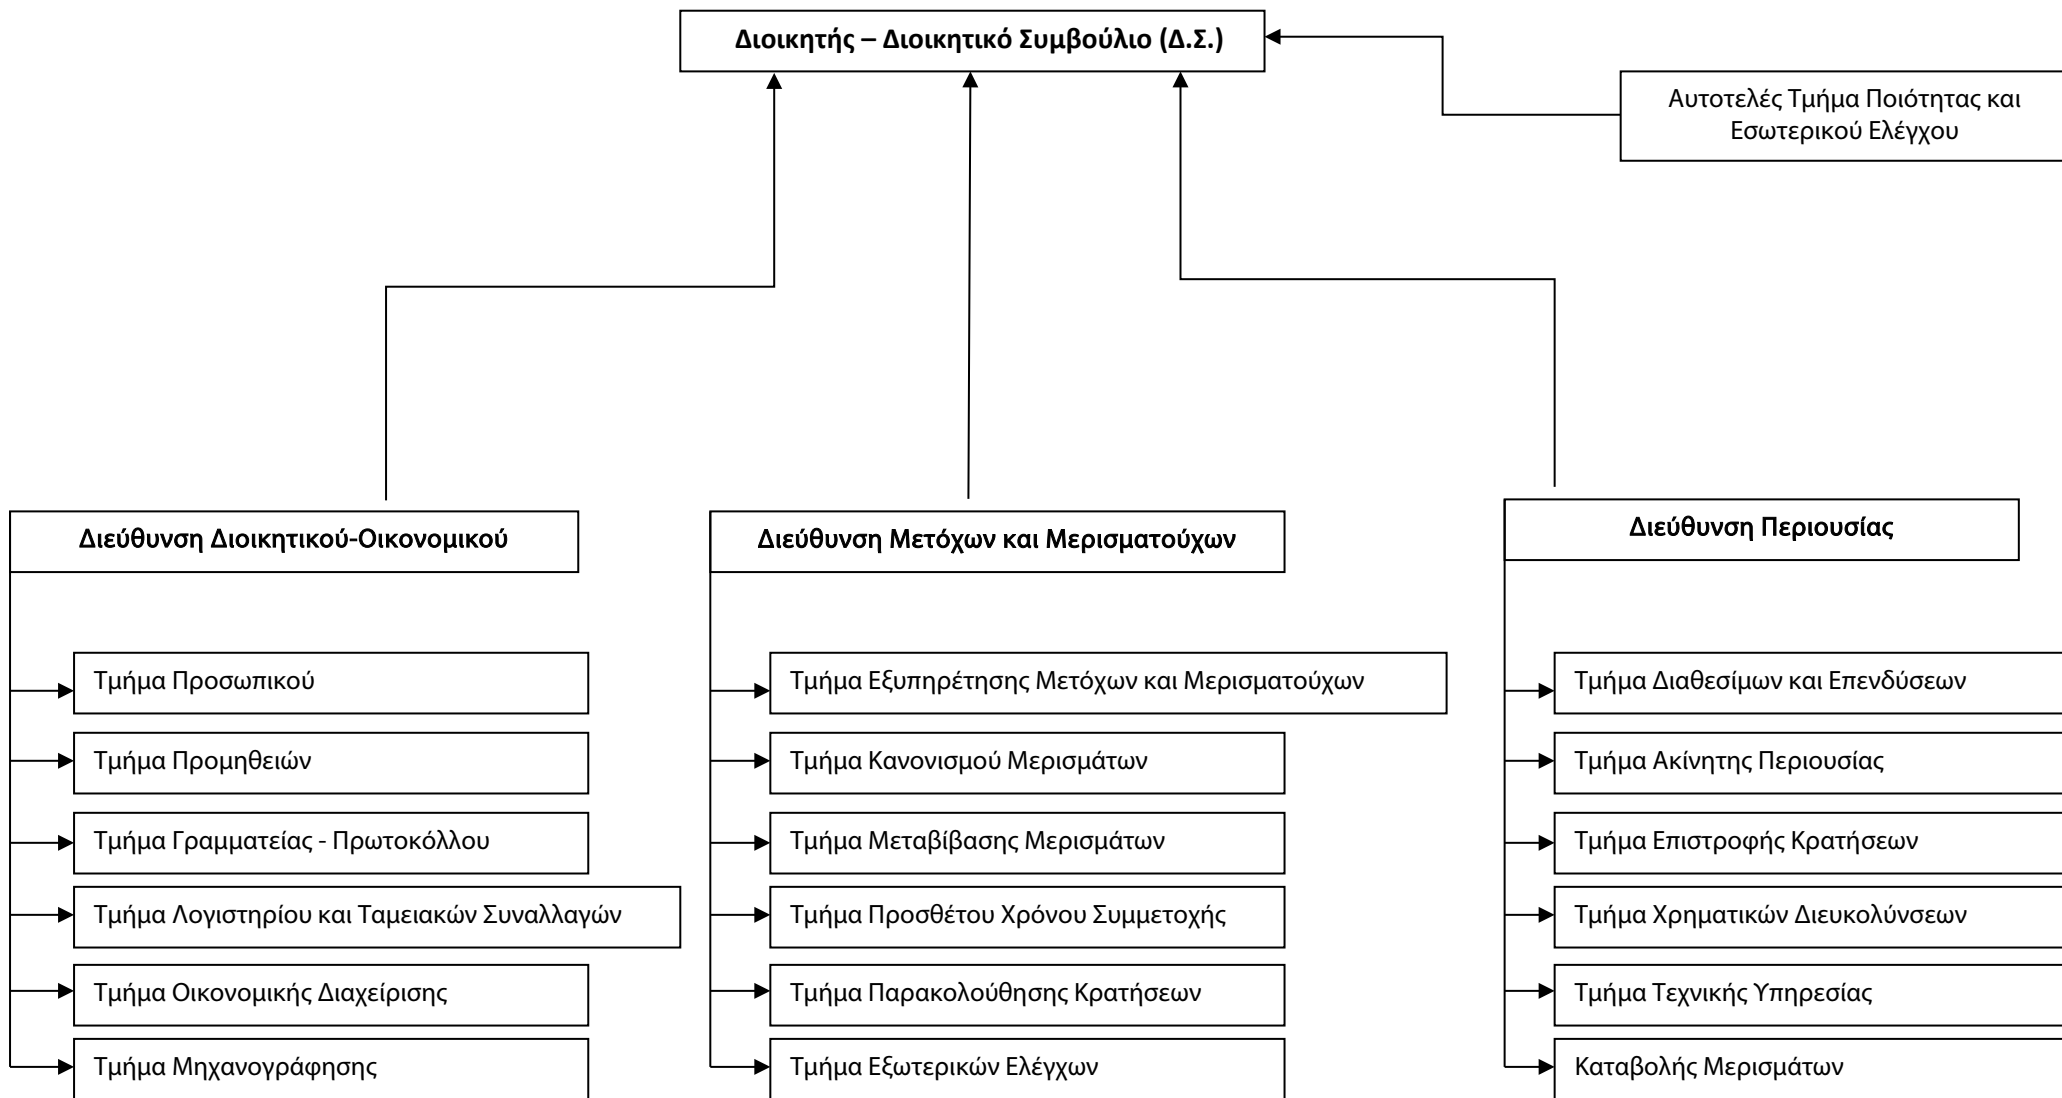 Διοικητής – Διοικητικό Συμβούλιο (Δ.Σ.)
Αυτοτελές Τμήμα Ποιότητας και
Εσωτερικού Ελέγχου
Διεύθυνση Διοικητικού-Οικονομικού
Τμήμα Προσωπικού
Τμήμα Προμηθειών
Τμήμα Γραμματείας - Πρωτοκόλλου
Τμήμα Λογιστηρίου και Ταμειακών Συναλλαγών
Τμήμα Οικονομικής Διαχείρισης
Τμήμα Μηχανογράφησης
Διεύθυνση Μετόχων και Μερισματούχων
Τμήμα Εξυπηρέτησης Μετόχων και Μερισματούχων
Τμήμα Κανονισμού Μερισμάτων
Τμήμα Μεταβίβασης Μερισμάτων
Τμήμα Προσθέτου Χρόνου Συμμετοχής
Τμήμα Παρακολούθησης Κρατήσεων
Τμήμα Εξωτερικών Ελέγχων
Διεύθυνση Περιουσίας
Τμήμα Διαθεσίμων και Επενδύσεων
Τμήμα Ακίνητης Περιουσίας
Τμήμα Επιστροφής Κρατήσεων
Τμήμα Χρηματικών Διευκολύνσεων
Τμήμα Τεχνικής Υπηρεσίας
Καταβολής Μερισμάτων